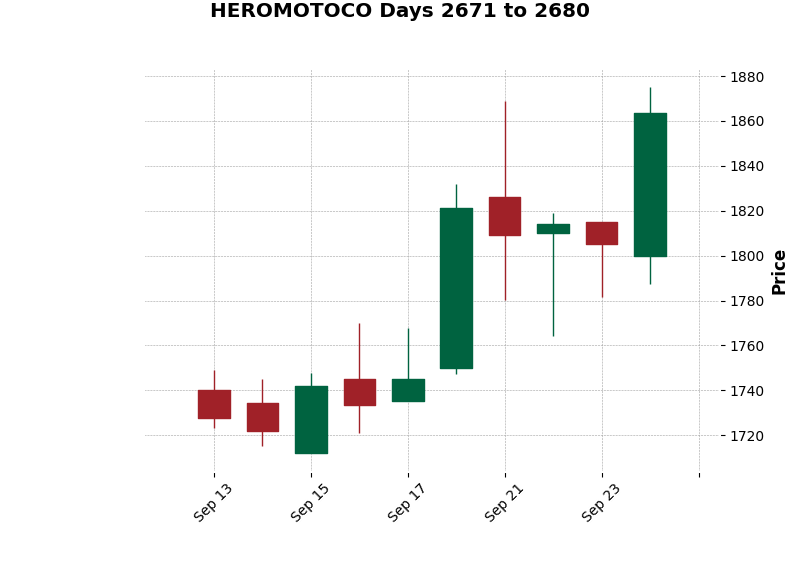 HEROMOTOCO Days 2671 to 2680
1880
1860
1840
1820
1800
1780
1760
1740
1720
Price
Sep 13
Sep 15
Sep 17
Sep 21
Sep 23